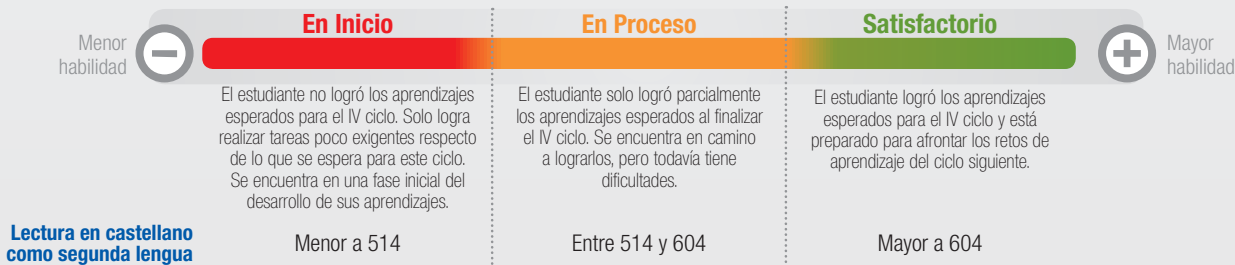 En Inicio
En Proceso
Satisfactorio
Menor
habilidad
Mayor
habilidad
El estudiante no logró los aprendizajes
esperados para el IV ciclo. Solo logra
realizar tareas poco exigentes respecto
de lo que se espera para este ciclo.
Se encuentra en una fase inicial del
desarrollo de sus aprendizajes.
El estudiante solo logró parcialmente
los aprendizajes esperados al finalizar
el IV ciclo. Se encuentra en camino
a lograrlos, pero todavía tiene
dificultades.
El estudiante logró los aprendizajes
esperados para el IV ciclo y está
preparado para afrontar los retos de
aprendizaje del ciclo siguiente.
Lectura en castellano
como segunda lengua
Menor a 514
Entre 514 y 604
Mayor a 604